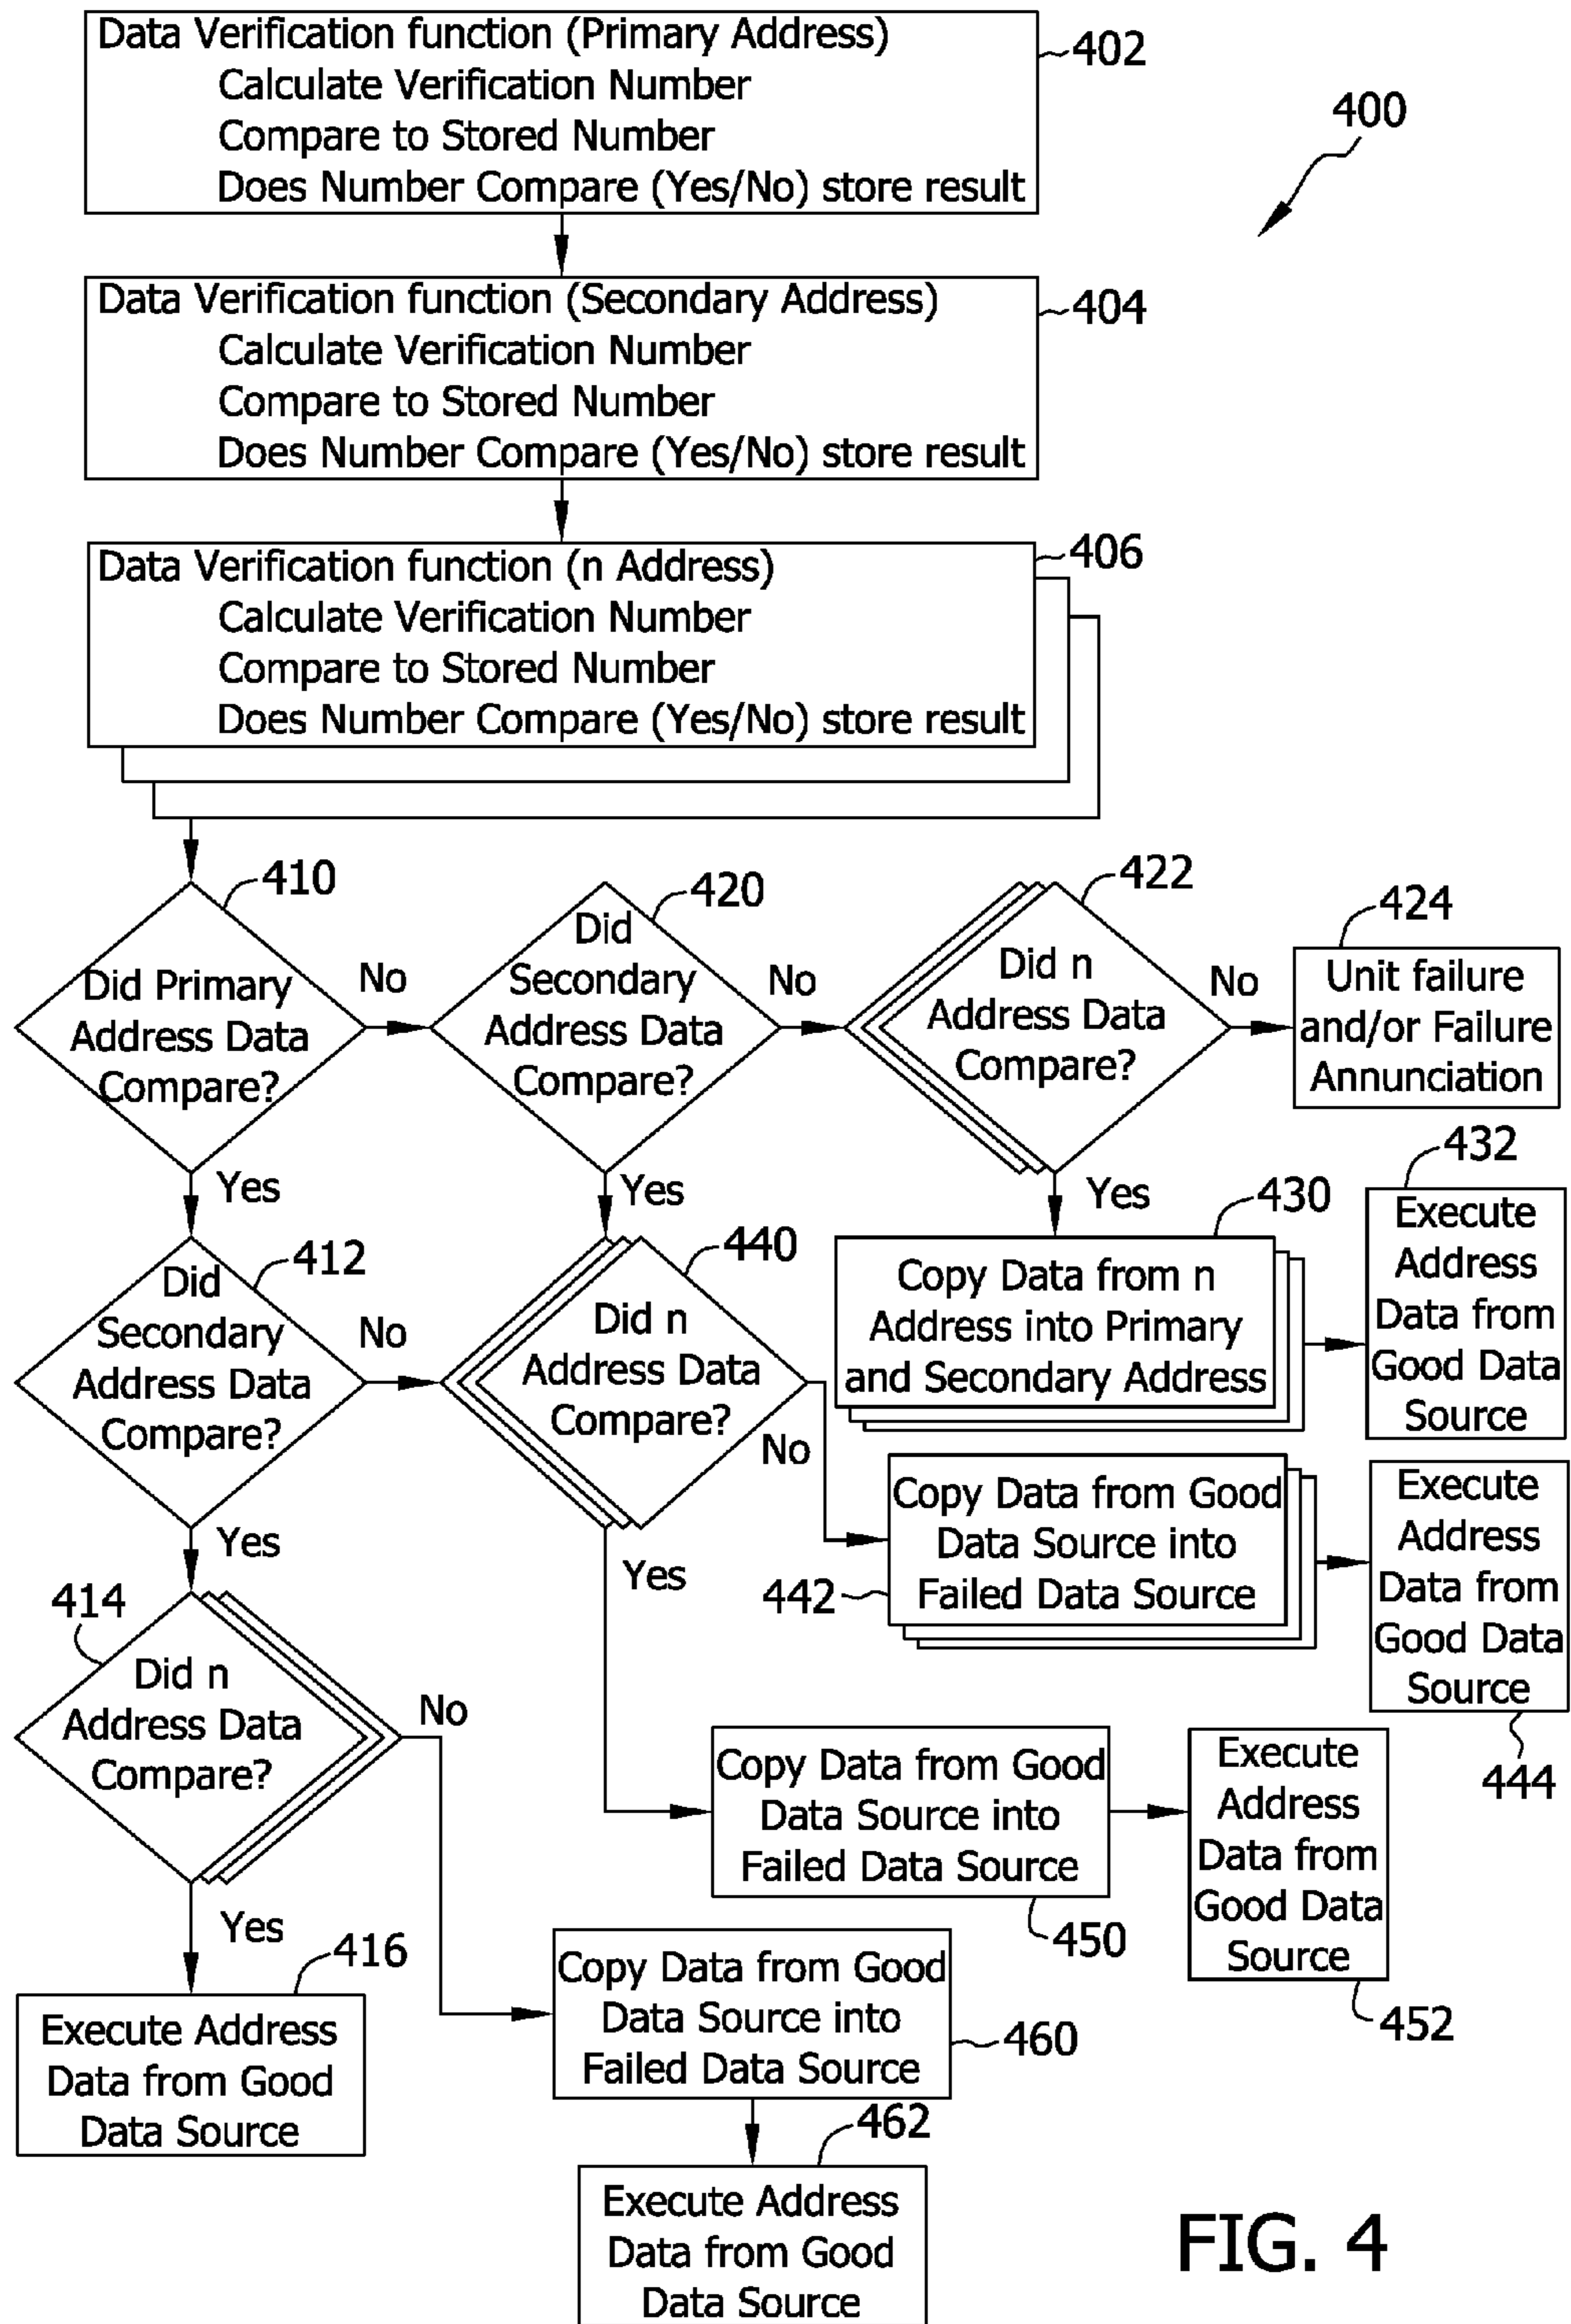 Data Verification function (Primary Address)
Calculate Verification Number
Compare to Stored Number
Does Number Compare (Yes/No) store result
402
400
Data Verification function (Secondary Address)
Calculate Verification Number
Compare to Stored Number
Does Number Compare (Yes/No) store result
404
Data Verification function (n Address)
Calculate Verification Number
Compare to Stored Number
Does Number Compare (Yes/No) store result
406
410
Did Primary
Address Data
Compare?
No
Yes
420
Did
Secondary
Address Data
Compare?
No
Yes
422
Did n
Address Data
Compare?
No
Yes
424
Unit failure
and/or Failure
Annunciation
412
Did
Secondary
Address Data
Compare?
No
Yes
440
Did n
Address Data
Compare?
No
Yes
430
Copy Data from n
Address into Primary
and Secondary Address
432
Execute
Address
Data from
Good Data
Source
442
Copy Data from Good
Data Source into
Failed Data Source
Execute
Address
Data from
Good Data
Source
444
414
Did n
Address Data
Compare?
No
Yes
Copy Data from Good
Data Source into
Failed Data Source
450
Execute
Address
Data from
Good Data
Source
452
416
Execute Address
Data from Good
Data Source
Copy Data from Good
Data Source into
Failed Data Source
460
462
Execute Address
Data from Good
Data Source
FIG. 4